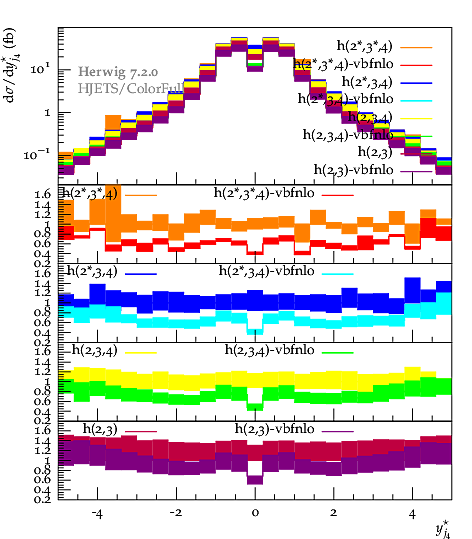 dσ/dy*j4 (fb)
h(2*,3*,4)
h(2*,3*,4)-vbfnlo
h(2*,3,4)
h(2*,3,4)-vbfnlo
h(2,3,4)
h(2,3,4)-vbfnlo
h(2,3)
h(2,3)-vbfnlo
Herwig 7.2.0
HJETS/ColorFull
10¹
1
10⁻¹
h(2*,3*,4) h(2*,3*,4)-vbfnlo
1.6
1.4
1.2
1
0.8
0.6
0.4
0.2
h(2*,3,4) h(2*,3,4)-vbfnlo
1.6
1.4
1.2
1
0.8
0.6
0.4
0.2
h(2,3,4) h(2,3,4)-vbfnlo
1.6
1.4
1.2
1
0.8
0.6
0.4
0.2
h(2,3) h(2,3)-vbfnlo
1.6
1.4
1.2
1
0.8
0.6
0.4
0.2
-4 -2 0 2 4
y*j4